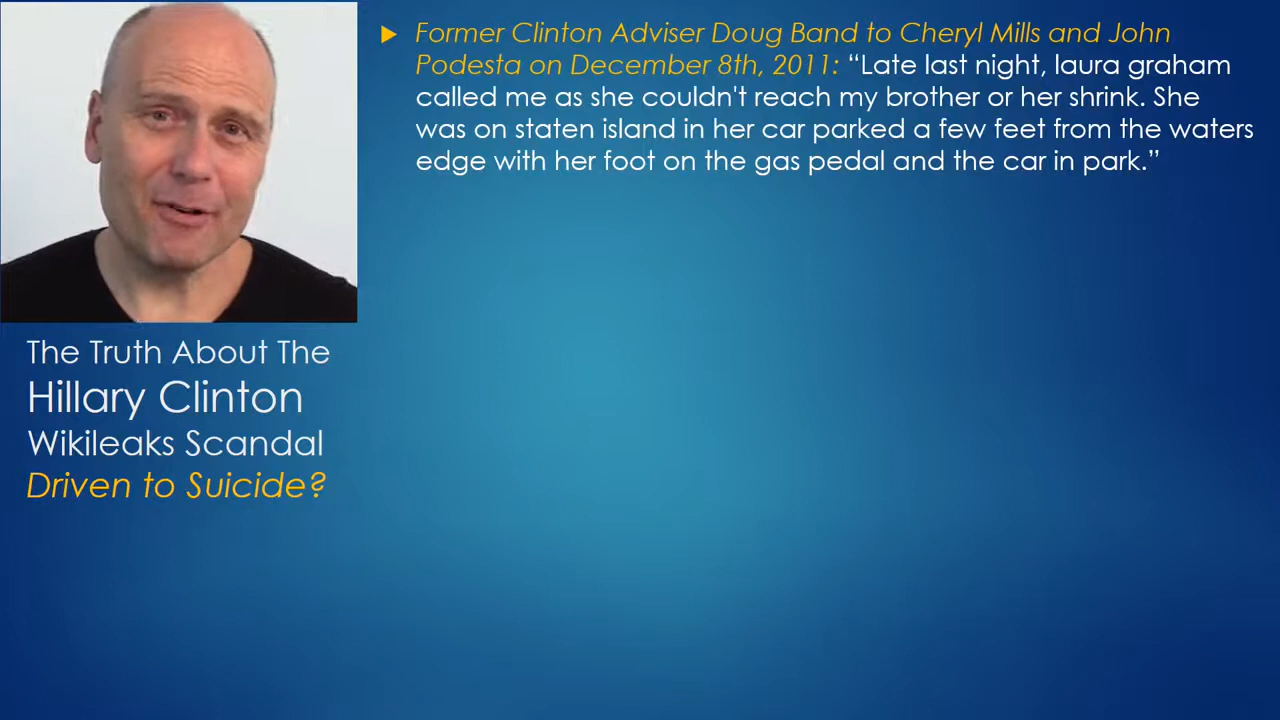 Former Clinton Adviser Doug Band to Cheryl Mills and John
Podesta on December 8th, 2011: “Late last night, laura graham
called me as she couldn't reach my brother or her shrink. She
was on staten island in her car parked a few feet from the waters
edge with her foot on the gas pedal and the car in park.”
The Truth About The
Hillary Clinton
Wikileaks Scandal
Driven to Suicide?